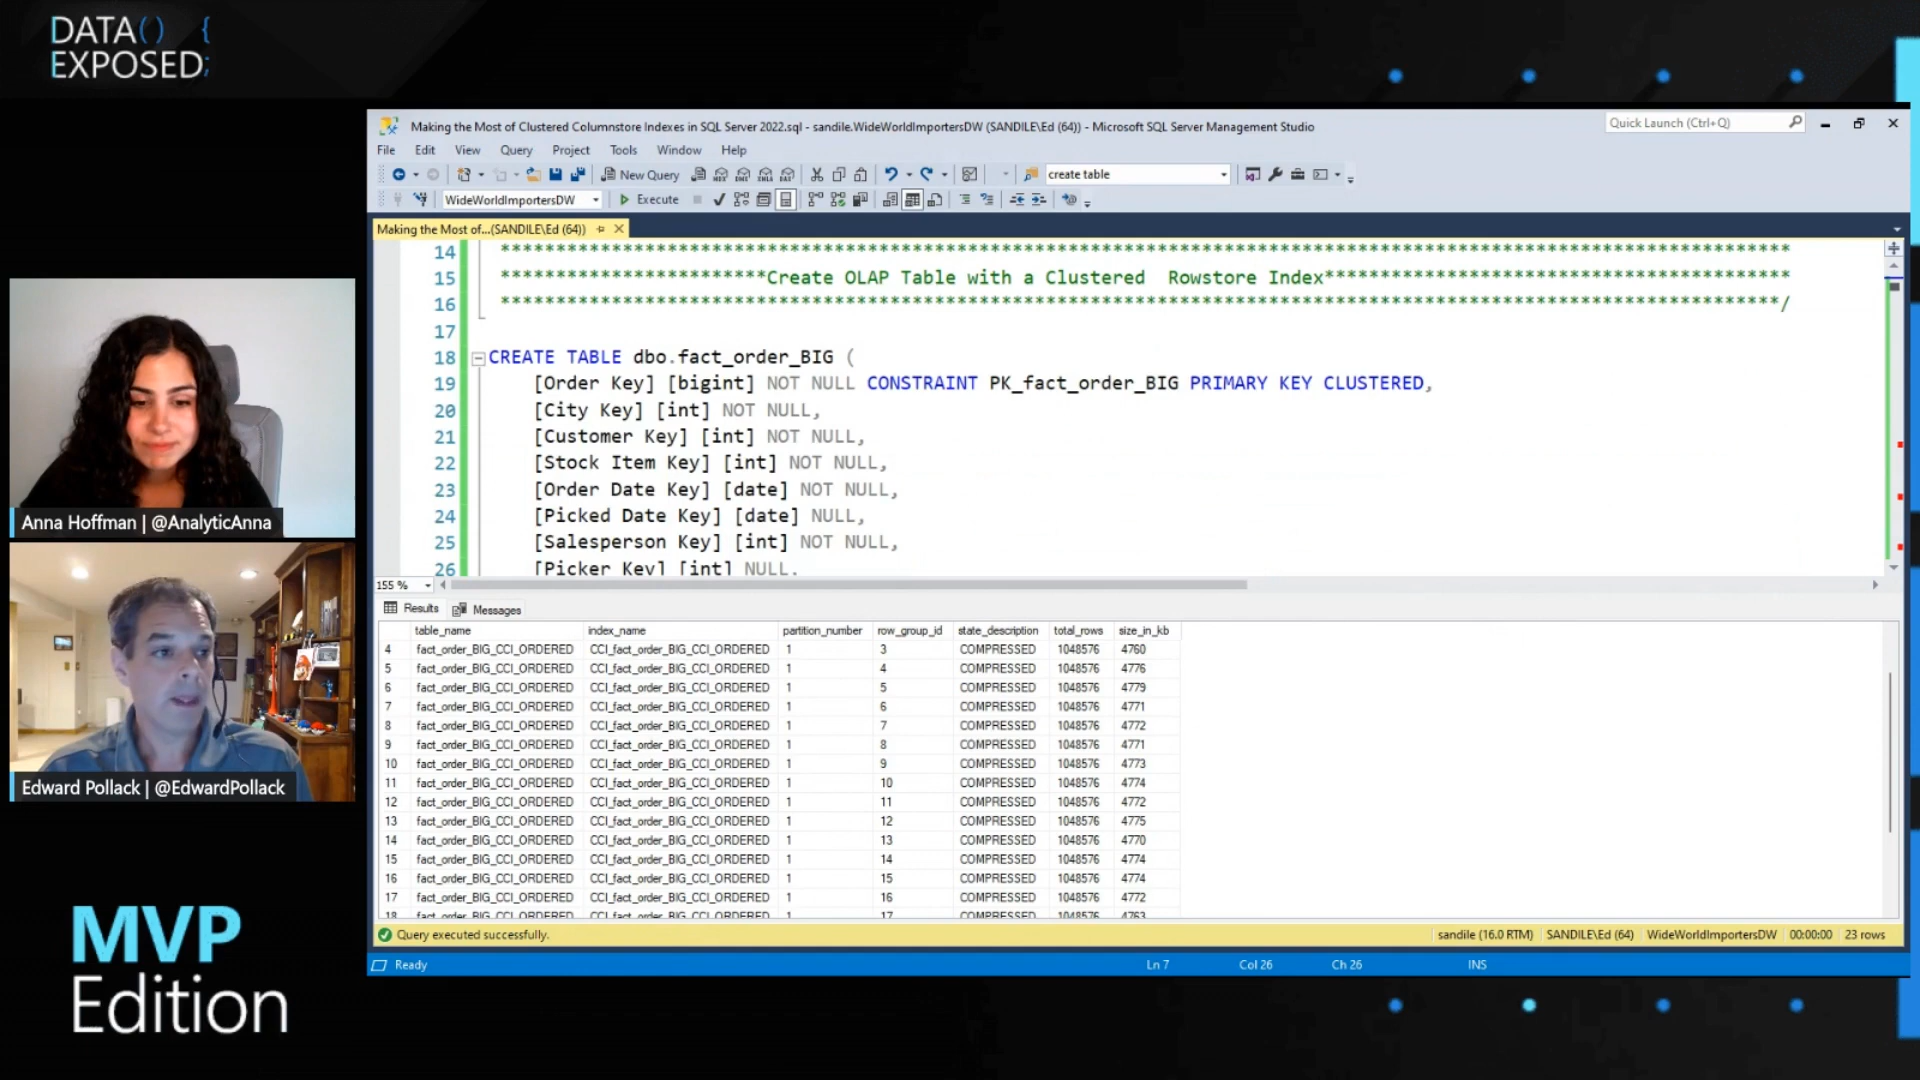 DATA() {
EXPOSED;
Making the Most of Clustered Columnstore Indexes in SQL Server 2022.sql - sandile.WideWorldImportersDW (SANDILE\Ed (64)) - Microsoft SQL Server Management Studio
Quick Launch (Ctrl+Q)
File Edit View Query Project Tools Window Help
New Query
create table
WideWorldImportersDW
Execute
Making the Most of...(SANDILE\Ed (64))
14 ********************************************************************************************************************
15 ************************Create OLAP Table with a Clustered  Rowstore Index******************************************
16 *******************************************************************************************************************/
17
18 CREATE TABLE dbo.fact_order_BIG (
19 [Order Key] [bigint] NOT NULL CONSTRAINT PK_fact_order_BIG PRIMARY KEY CLUSTERED,
20 [City Key] [int] NOT NULL,
21 [Customer Key] [int] NOT NULL,
22 [Stock Item Key] [int] NOT NULL,
23 [Order Date Key] [date] NOT NULL,
24 [Picked Date Key] [date] NULL,
25 [Salesperson Key] [int] NOT NULL,
26 [Picker Key] [int] NULL,
155 %
Results Messages
table_name index_name partition_number row_group_id state_description total_rows size_in_kb
4 fact_order_BIG_CCI_ORDERED CCI_fact_order_BIG_CCI_ORDERED 1 3 COMPRESSED 1048576 4760
5 fact_order_BIG_CCI_ORDERED CCI_fact_order_BIG_CCI_ORDERED 1 4 COMPRESSED 1048576 4776
6 fact_order_BIG_CCI_ORDERED CCI_fact_order_BIG_CCI_ORDERED 1 5 COMPRESSED 1048576 4779
7 fact_order_BIG_CCI_ORDERED CCI_fact_order_BIG_CCI_ORDERED 1 6 COMPRESSED 1048576 4771
8 fact_order_BIG_CCI_ORDERED CCI_fact_order_BIG_CCI_ORDERED 1 7 COMPRESSED 1048576 4772
9 fact_order_BIG_CCI_ORDERED CCI_fact_order_BIG_CCI_ORDERED 1 8 COMPRESSED 1048576 4771
10 fact_order_BIG_CCI_ORDERED CCI_fact_order_BIG_CCI_ORDERED 1 9 COMPRESSED 1048576 4773
11 fact_order_BIG_CCI_ORDERED CCI_fact_order_BIG_CCI_ORDERED 1 10 COMPRESSED 1048576 4774
12 fact_order_BIG_CCI_ORDERED CCI_fact_order_BIG_CCI_ORDERED 1 11 COMPRESSED 1048576 4772
13 fact_order_BIG_CCI_ORDERED CCI_fact_order_BIG_CCI_ORDERED 1 12 COMPRESSED 1048576 4775
14 fact_order_BIG_CCI_ORDERED CCI_fact_order_BIG_CCI_ORDERED 1 13 COMPRESSED 1048576 4770
15 fact_order_BIG_CCI_ORDERED CCI_fact_order_BIG_CCI_ORDERED 1 14 COMPRESSED 1048576 4774
16 fact_order_BIG_CCI_ORDERED CCI_fact_order_BIG_CCI_ORDERED 1 15 COMPRESSED 1048576 4774
17 fact_order_BIG_CCI_ORDERED CCI_fact_order_BIG_CCI_ORDERED 1 16 COMPRESSED 1048576 4772
18 fact_order_BIG_CCI_ORDERED CCI_fact_order_BIG_CCI_ORDERED 1 17 COMPRESSED 1048576 4763
Query executed successfully.
sandile (16.0 RTM) SANDILE\Ed (64) WideWorldImportersDW 00:00:00 23 rows
Ready Ln 7 Col 26 Ch 26 INS
Anna Hoffman | @AnalyticAnna
Edward Pollack | @EdwardPollack
MVP
Edition